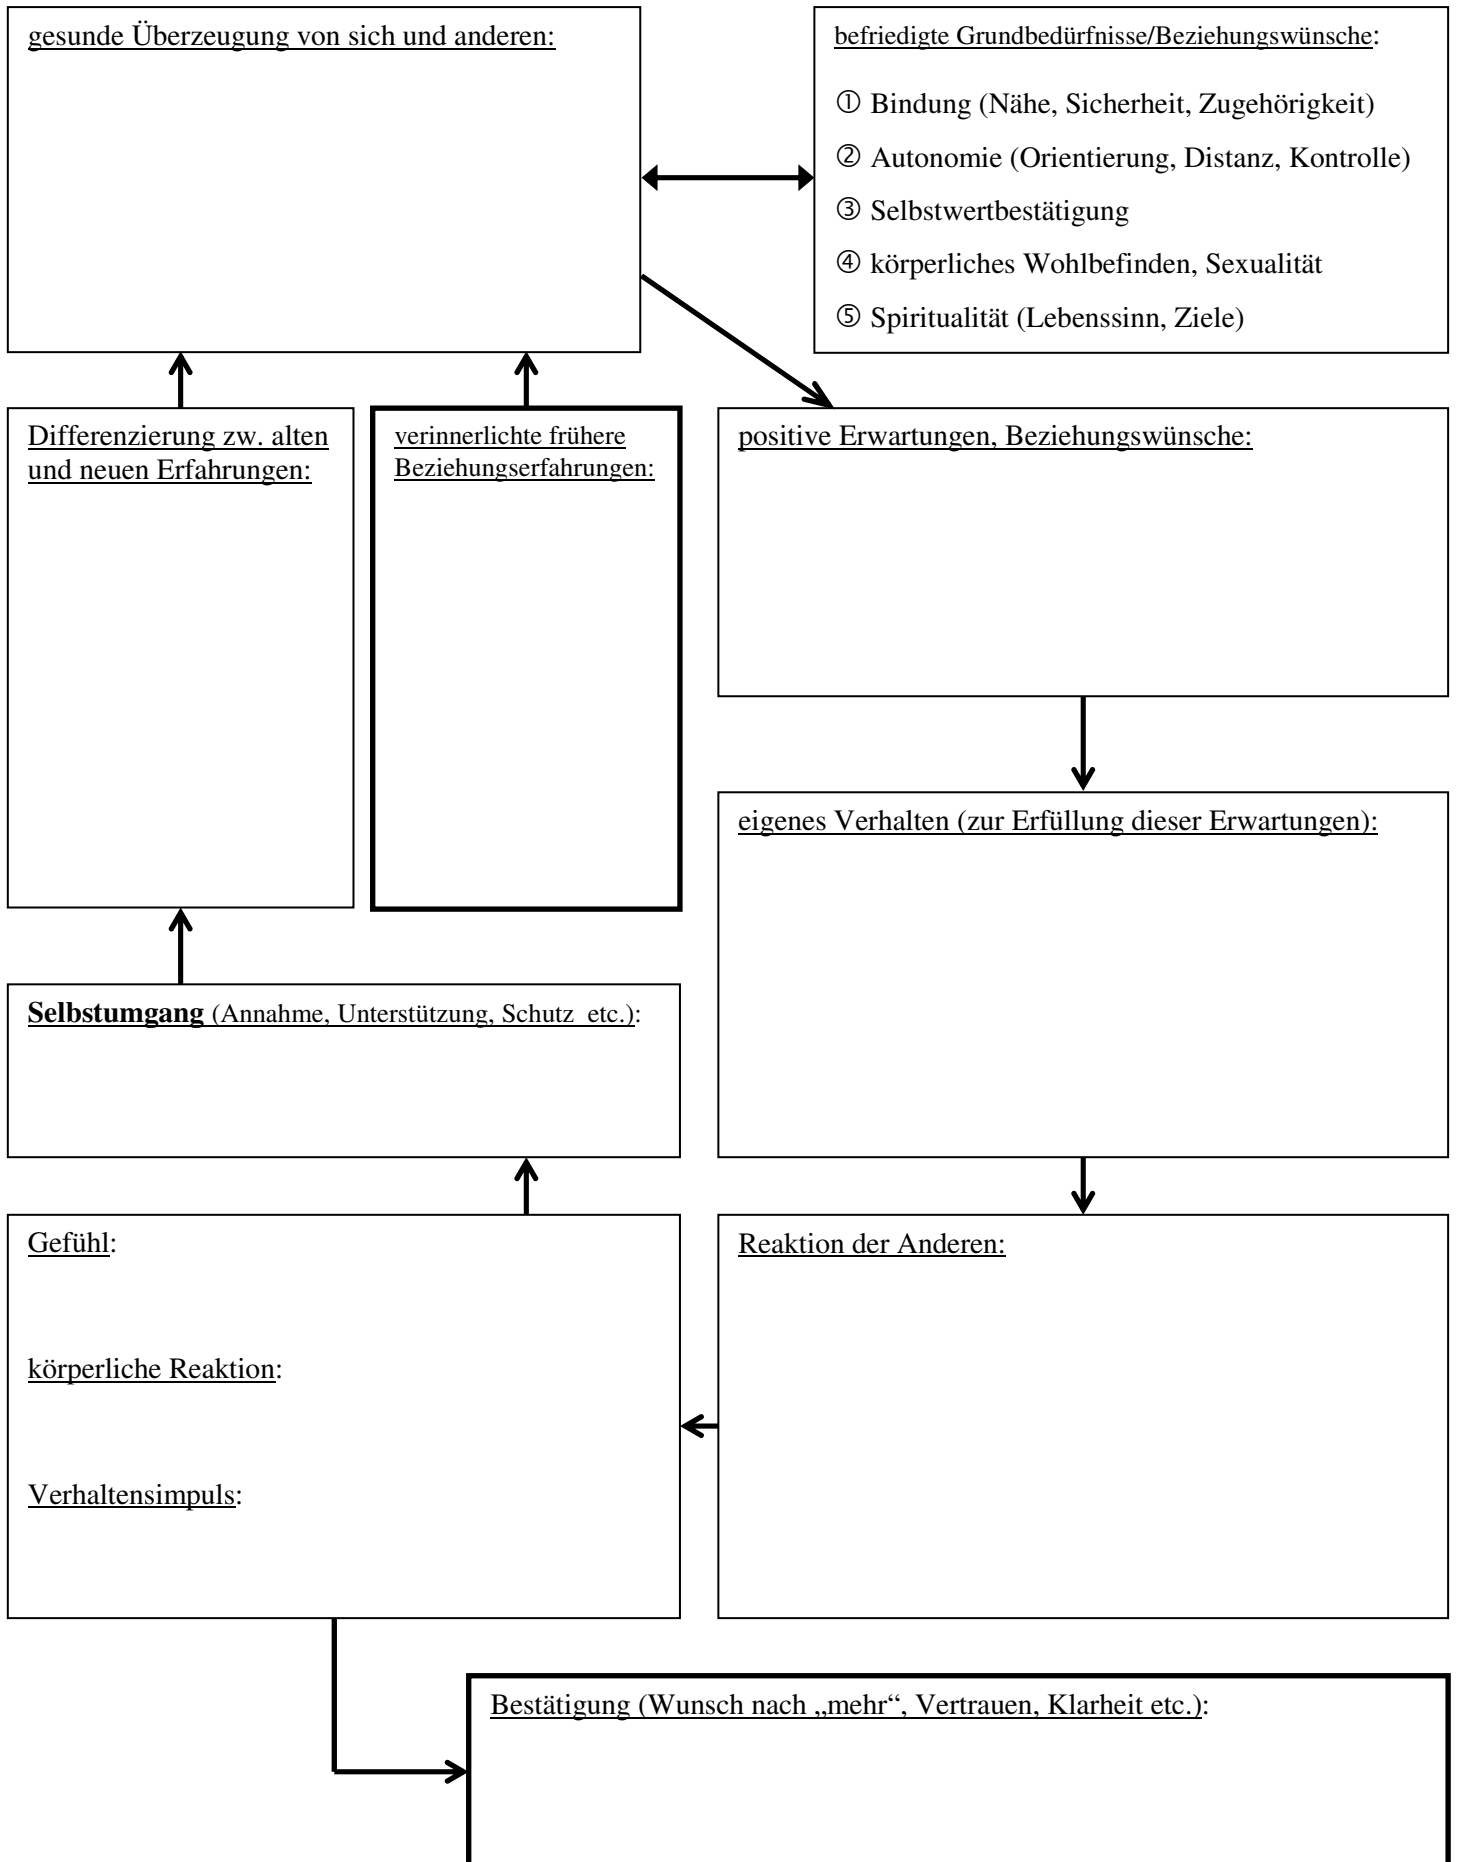 gesunde Überzeugung von sich und anderen:
befriedigte Grundbedürfnisse/Beziehungswünsche:
① Bindung (Nähe, Sicherheit, Zugehörigkeit)
② Autonomie (Orientierung, Distanz, Kontrolle)
③ Selbstwertbestätigung
④ körperliches Wohlbefinden, Sexualität
⑤ Spiritualität (Lebenssinn, Ziele)
Differenzierung zw. alten
und neuen Erfahrungen:
verinnerlichte frühere
Beziehungserfahrungen:
positive Erwartungen, Beziehungswünsche:
eigenes Verhalten (zur Erfüllung dieser Erwartungen):
Selbstumgang (Annahme, Unterstützung, Schutz etc.):
Gefühl:
körperliche Reaktion:
Verhaltensimpuls:
Reaktion der Anderen:
Bestätigung (Wunsch nach „mehr“, Vertrauen, Klarheit etc.):